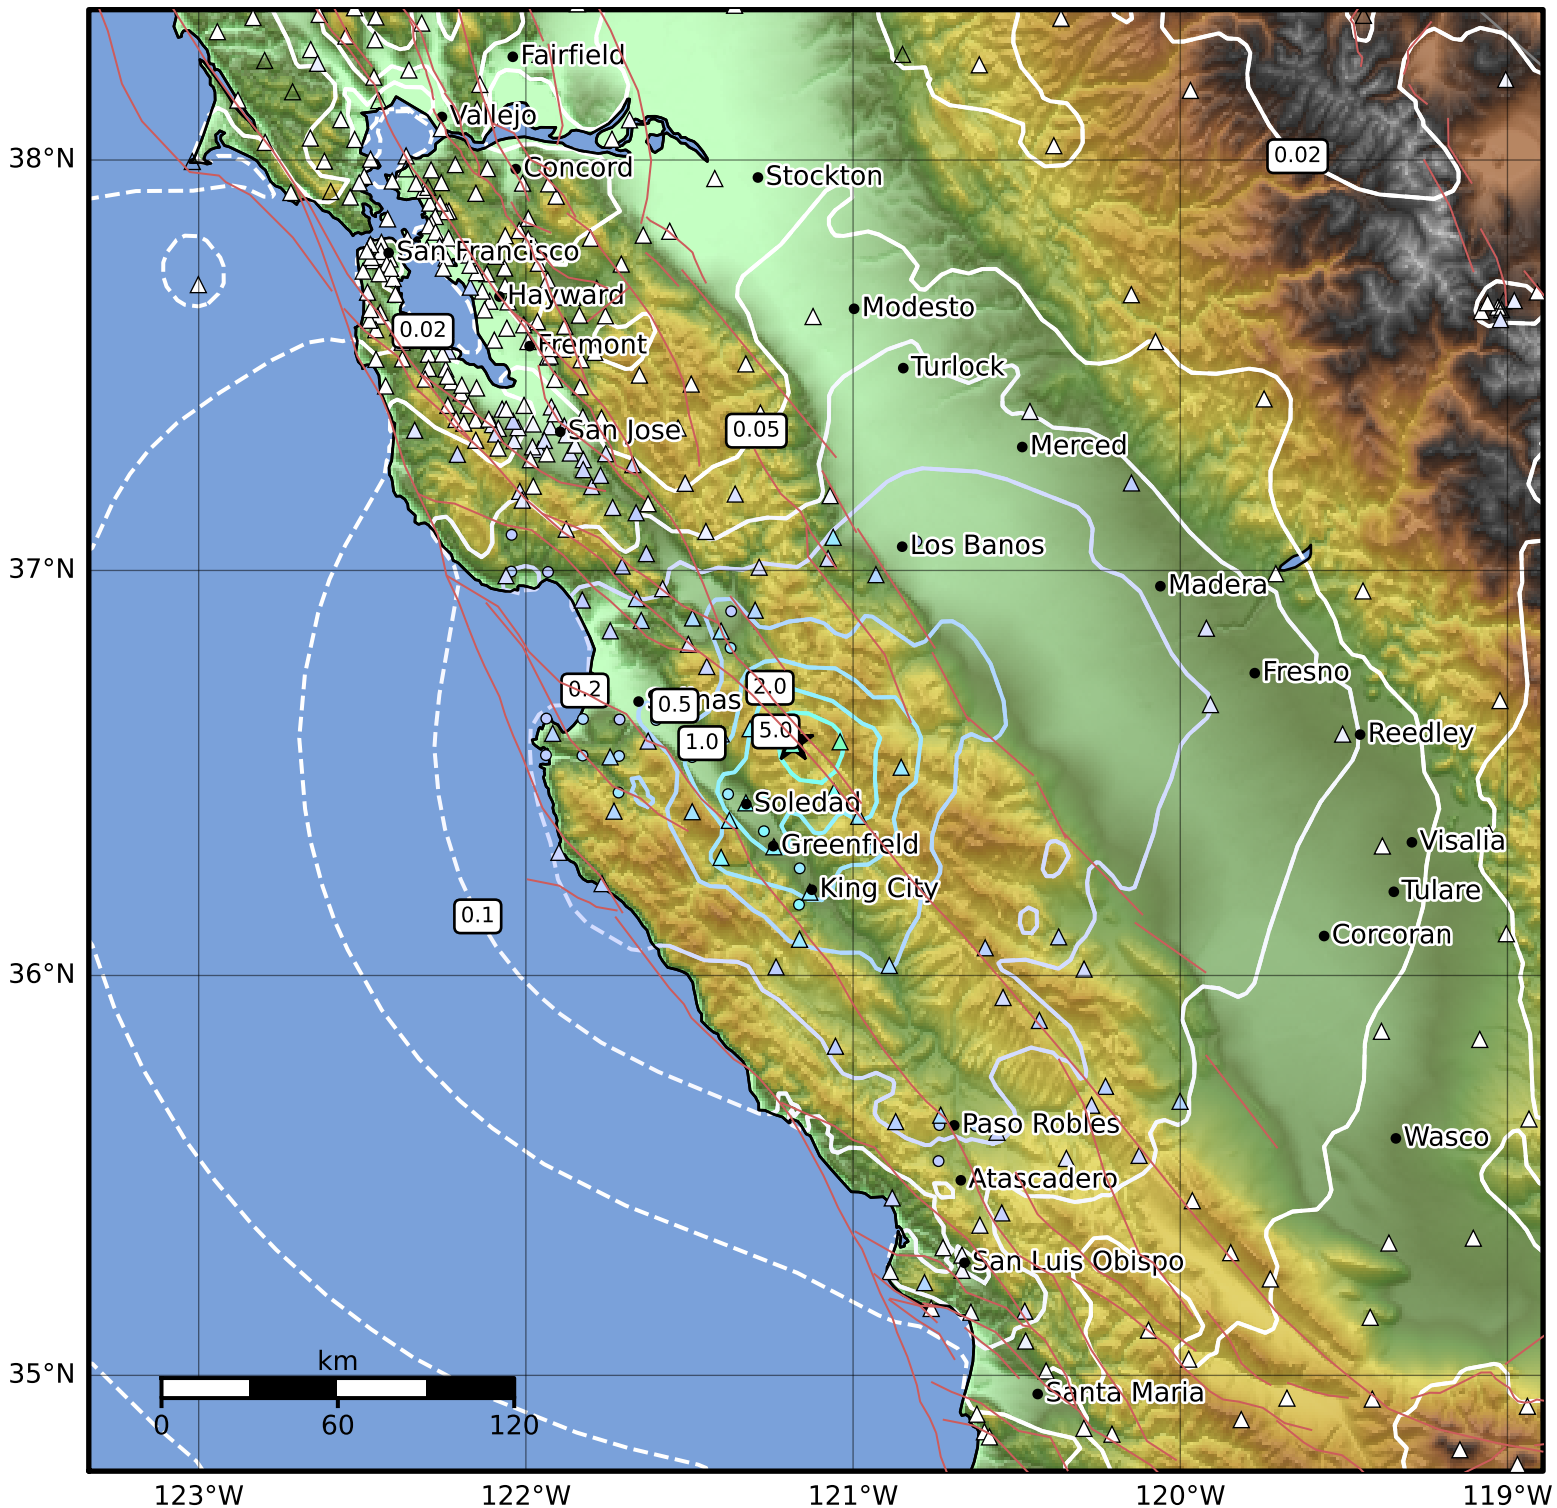 Fairfield
Vallejo
38°N
0.02
Concord
Stockton
San Francisco
Hayward
Modesto
0.02
Fremont
Turlock
0.05
San Jose
Merced
Los Banos
37°N
Madera
Fresno
0.2
0.5
2.0
1.0
5.0
Reedley
Soledad
Greenfield
Visalia
King City
Tulare
0.1
Corcoran
36°N
Paso Robles
Wasco
Atascadero
San Luis Obispo
35°N
km
Santa Maria
0 60 120
123°W 122°W 121°W 120°W 119°W